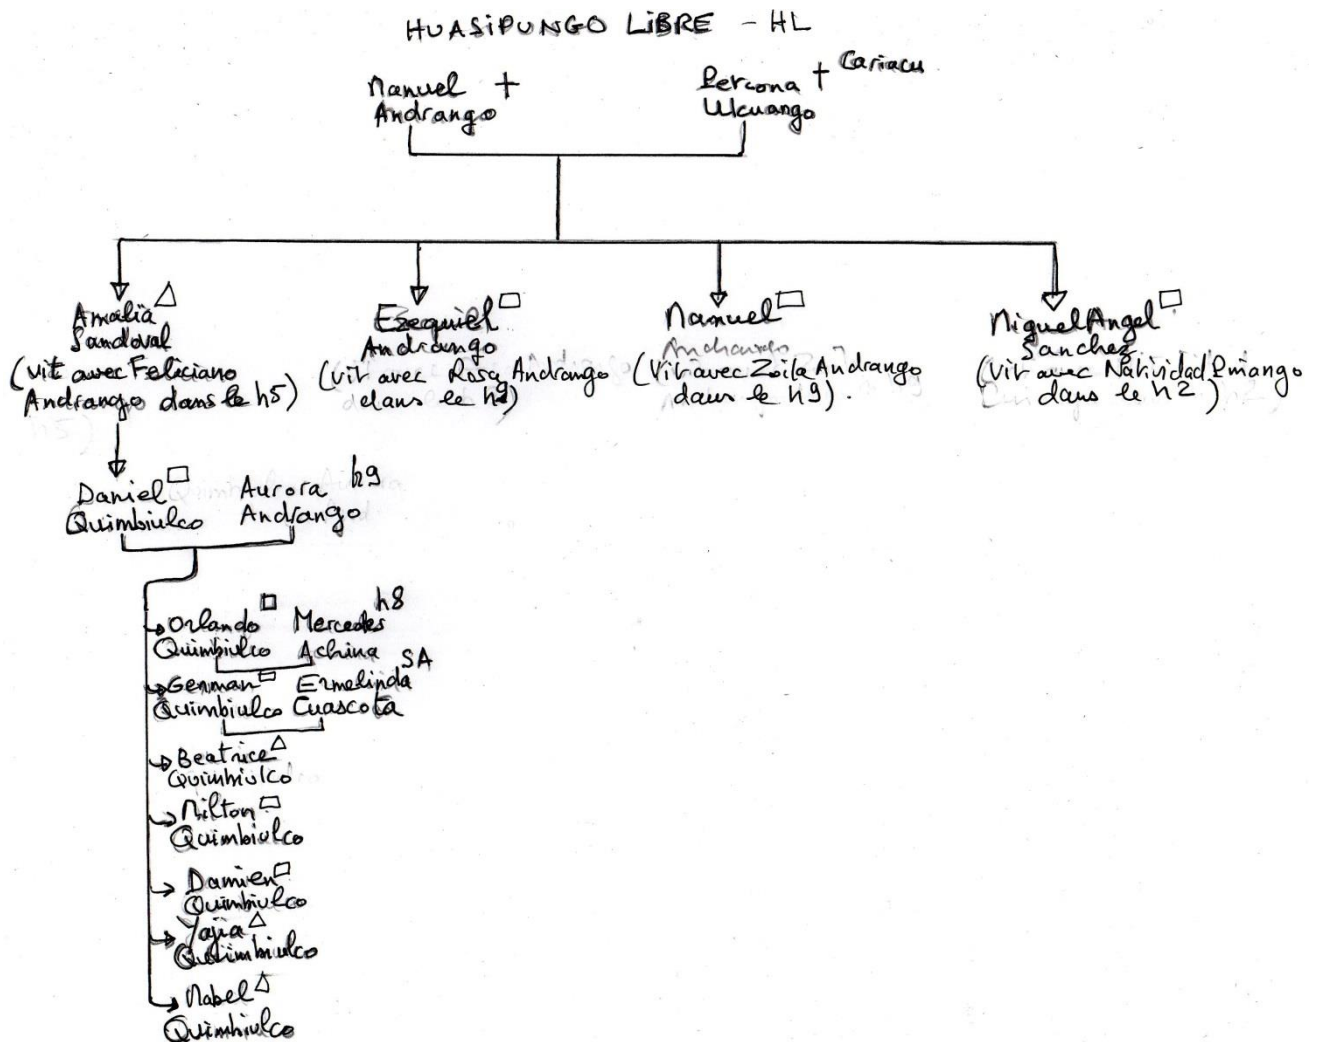 HUASIPUNGO LIBRE - HL
Manuel +
Andrango
Percona + Cariacu
Ulcuango
Amalia
Sandoval
(vit avec Feliciano
Andrango dans le h5)
Ezequiel
Andrango
(vit avec Rosa Andrango
dans le h9)
Manuel
Andrango
(vit avec Zoila Andrango
dans le h9).
Miguel Angel
Sanchez
(vit avec Natividad
dans le h2)
Daniel
Quimbiulco
Aurora h9
Andrango
Orlando
Quimbiulco
Mercedes h8
Achina
German
Quimbiulco
Ermelinda SA
Cuascota
Beatrice
Quimbiulco
Milton
Quimbiulco
Damien
Quimbiulco
Yajia
Quimbiulco
Mabel
Quimbiulco